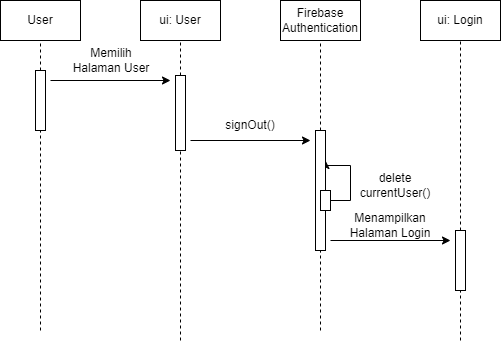 User
ui: User
Firebase
Authentication
ui: Login
Memilih
Halaman User
signOut()
delete
currentUser()
Menampilkan
Halaman Login